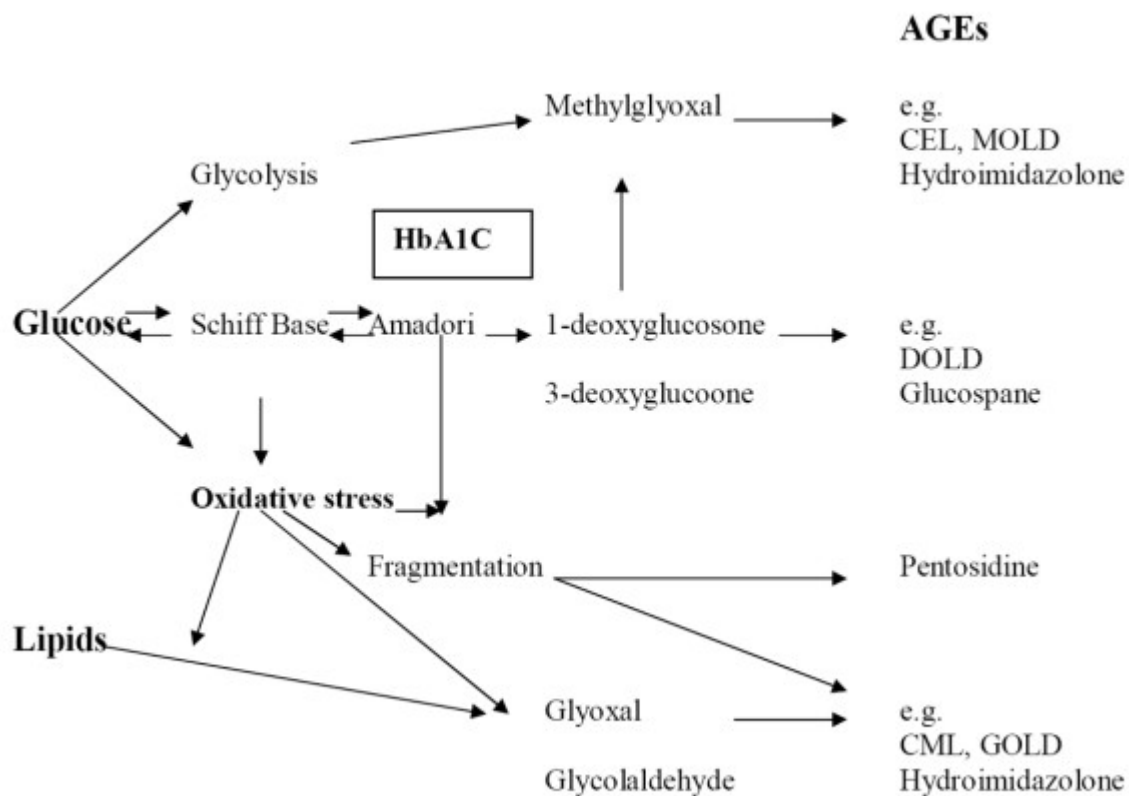 AGEs
Methylglyoxal
e.g.
CEL, MOLD
Hydroimidazolone
Glycolysis
HbA1C
Glucose
Schiff Base
Amadori
1-deoxyglucosone
e.g.
DOLD
3-deoxyglucoone
Glucospane
Oxidative stress
Fragmentation
Pentosidine
Lipids
Glyoxal
e.g.
CML, GOLD
Glycolaldehyde
Hydroimidazolone